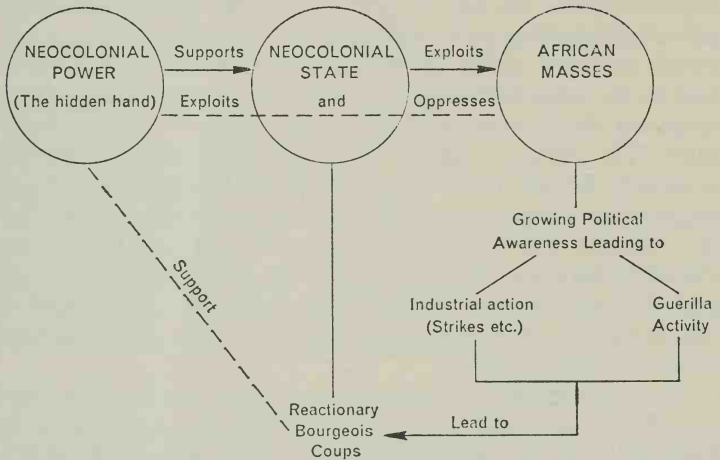 NEOCOLONIAL
POWER
(The hidden hand)
Supports
Exploits
NEOCOLONIAL
STATE
and
Exploits
Oppresses
AFRICAN
MASSES
Growing Political
Awareness Leading to
Industrial action
(Strikes etc.)
Guerilla
Activity
Support
Reactionary
Bourgeois
Coups
Lead to